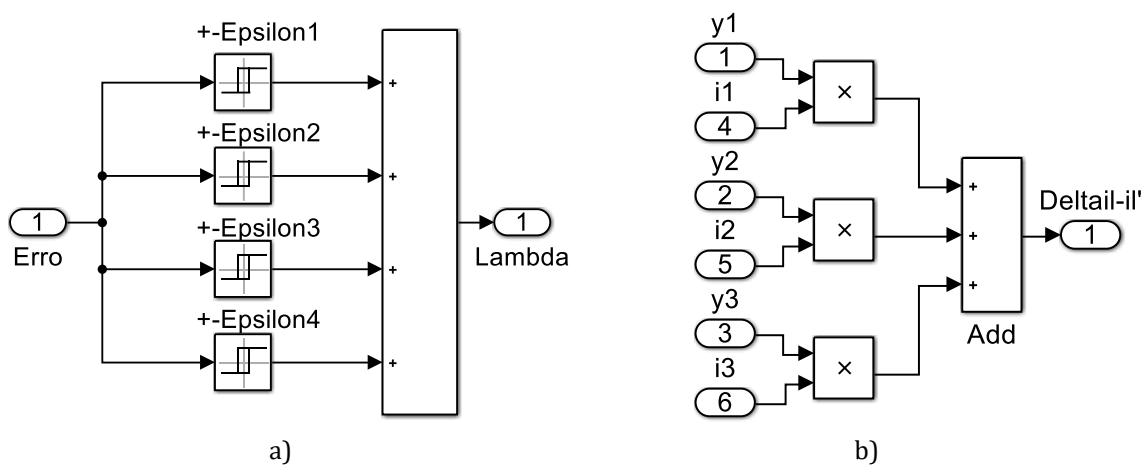 +-Epsilon1
+
+-Epsilon2
+
1
Erro
+-Epsilon3
+
+-Epsilon4
+
1
Lambda
a)
y1
1
i1
4
×
y2
2
i2
5
×
y3
3
i3
6
×
+
+
+
Add
Deltail-il'
1
b)